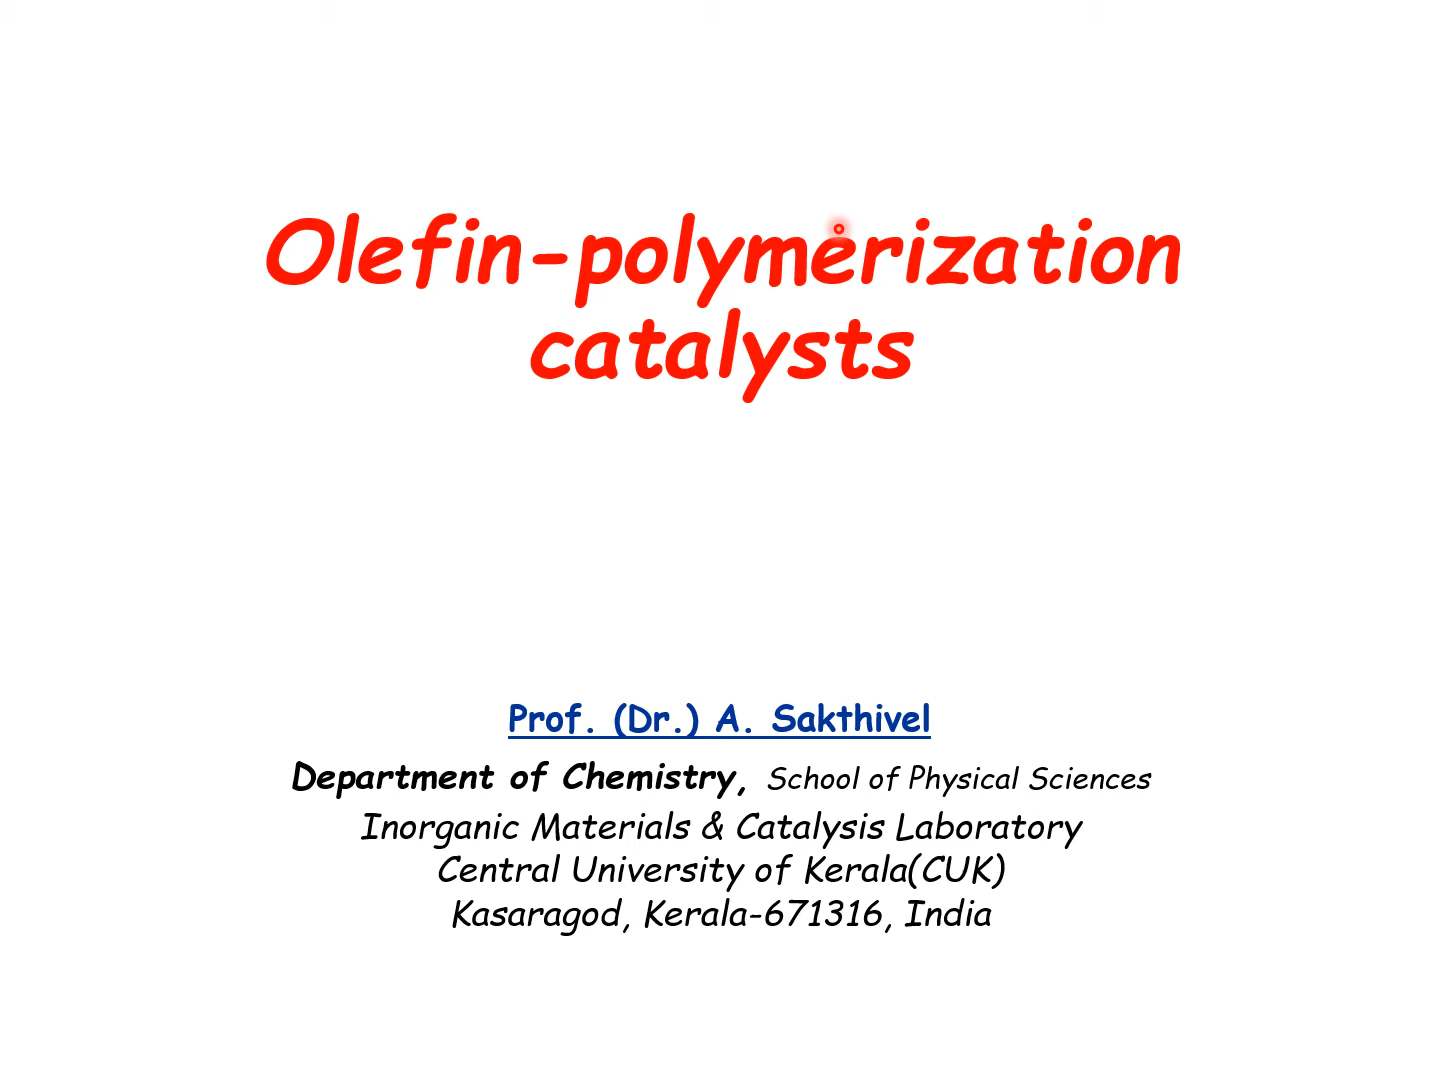 Olefin-polymerization
catalysts
Prof. (Dr.) A. Sakthivel
Department of Chemistry, School of Physical Sciences
Inorganic Materials & Catalysis Laboratory
Central University of Kerala(CUK)
Kasaragod, Kerala-671316, India